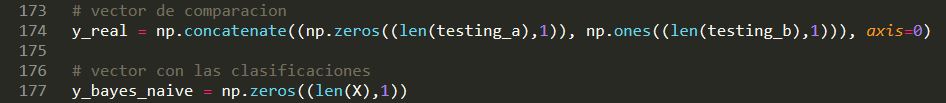 173 # vector de comparacion
174 y_real = np.concatenate((np.zeros((len(testing_a),1)), np.ones((len(testing_b),1))), axis=0)
175
176 # vector con las clasificaciones
177 y_bayes_naive = np.zeros((len(X),1))